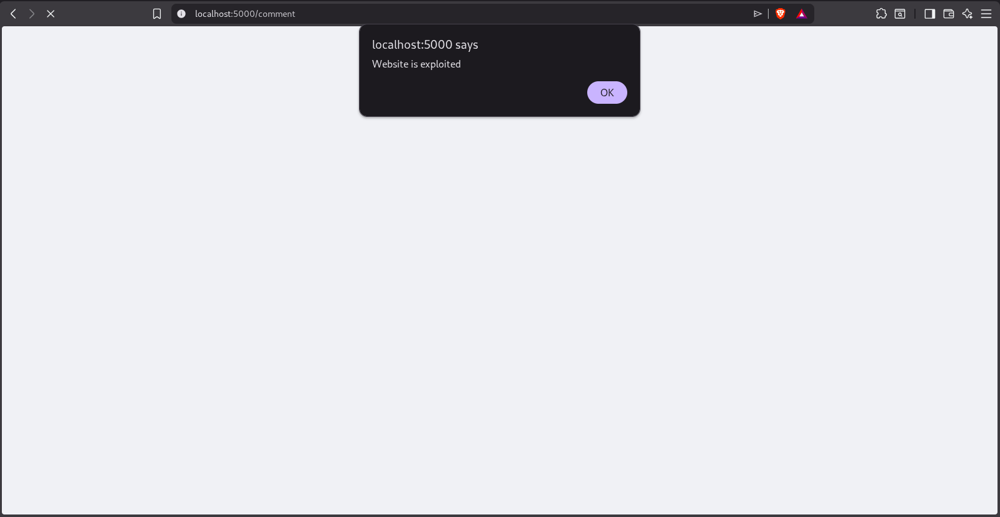 localhost:5000/comment
localhost:5000 says
Website is exploited
OK